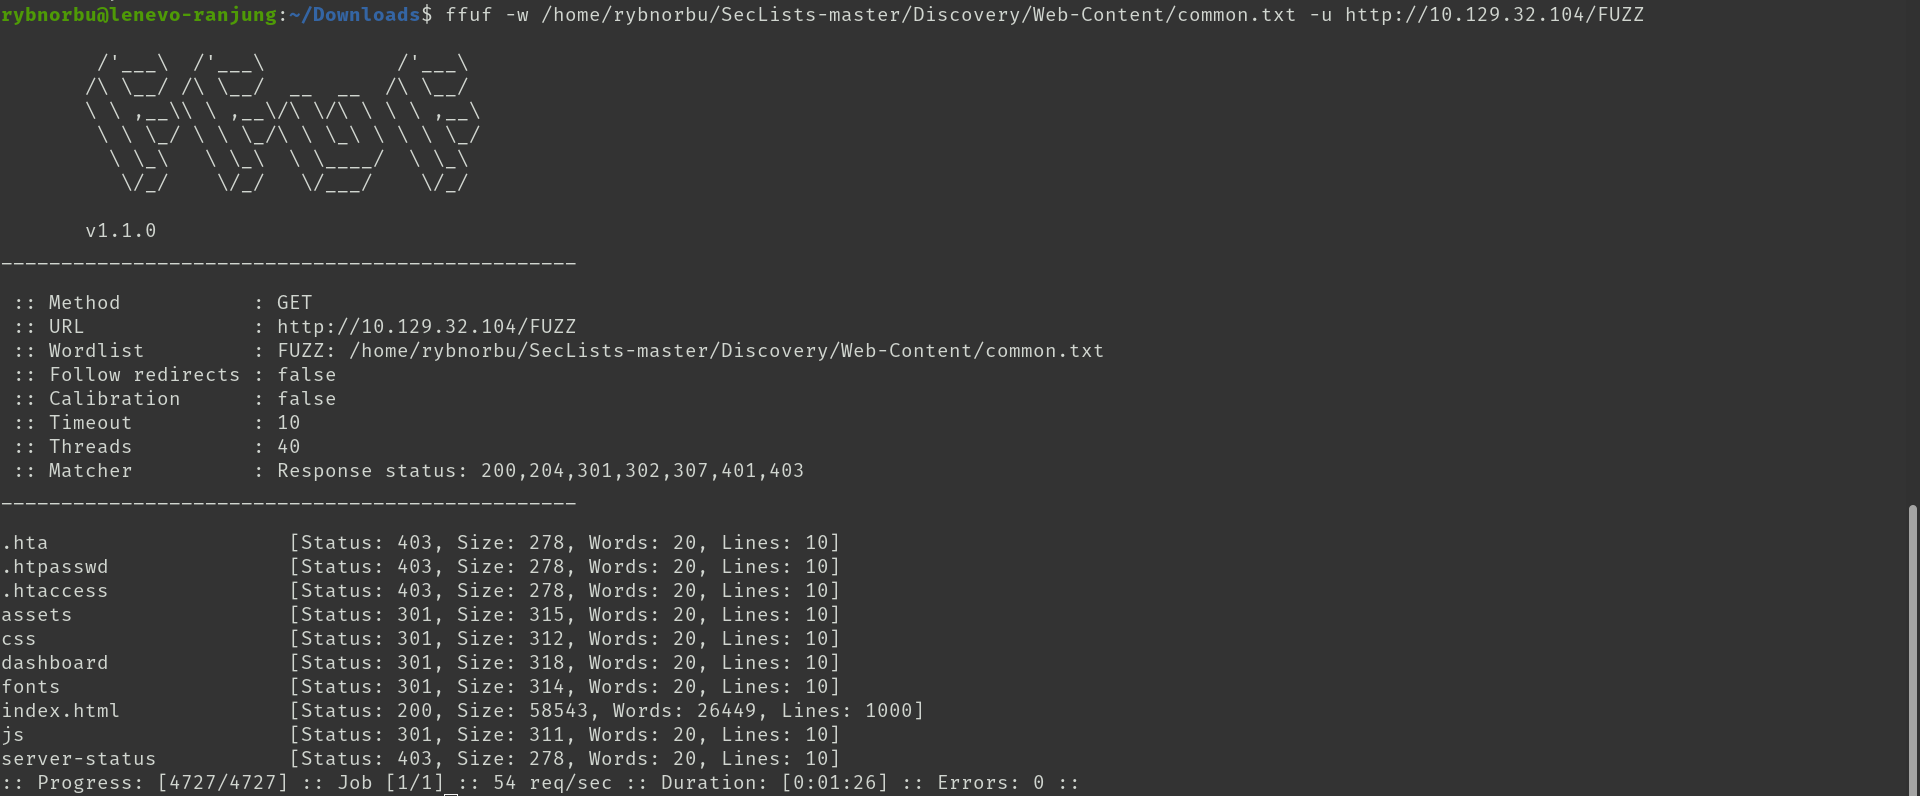 rybnorbu@lenevo-ranjung:~/Downloads$ ffuf -w /home/rybnorbu/SecLists-master/Discovery/Web-Content/common.txt -u http://10.129.32.104/FUZZ

        /'___\  /'___\           /'___\
       /\ \__/ /\ \__/  __  __  /\ \__/
       \ \ ,__\\ \ ,__\/\ \/\ \ \ \ ,__\
        \ \ \_/ \ \ \_/\ \ \_\ \ \ \ \_/
         \ \_\   \ \_\  \ \____/  \ \_\
          \/_/    \/_/   \/___/    \/_/

       v1.1.0
________________________________________________

 :: Method           : GET
 :: URL              : http://10.129.32.104/FUZZ
 :: Wordlist         : FUZZ: /home/rybnorbu/SecLists-master/Discovery/Web-Content/common.txt
 :: Follow redirects : false
 :: Calibration      : false
 :: Timeout          : 10
 :: Threads          : 40
 :: Matcher          : Response status: 200,204,301,302,307,401,403
________________________________________________

.hta                    [Status: 403, Size: 278, Words: 20, Lines: 10]
.htpasswd               [Status: 403, Size: 278, Words: 20, Lines: 10]
.htaccess               [Status: 403, Size: 278, Words: 20, Lines: 10]
assets                  [Status: 301, Size: 315, Words: 20, Lines: 10]
css                     [Status: 301, Size: 312, Words: 20, Lines: 10]
dashboard               [Status: 301, Size: 318, Words: 20, Lines: 10]
fonts                   [Status: 301, Size: 314, Words: 20, Lines: 10]
index.html              [Status: 200, Size: 58543, Words: 26449, Lines: 1000]
js                      [Status: 301, Size: 311, Words: 20, Lines: 10]
server-status           [Status: 403, Size: 278, Words: 20, Lines: 10]
:: Progress: [4727/4727] :: Job [1/1] :: 54 req/sec :: Duration: [0:01:26] :: Errors: 0 ::